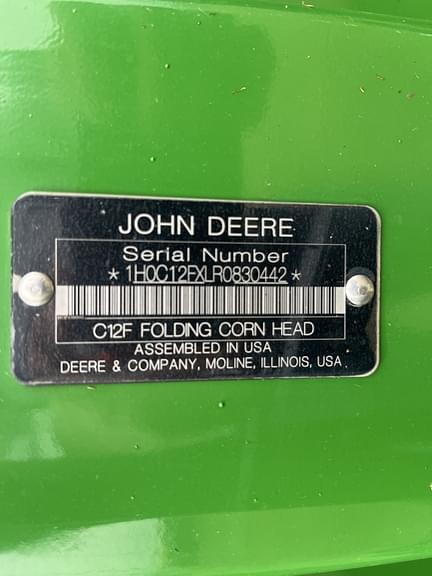 JOHN DEERE
Serial Number
*1H0C12FXLR0830442*
C12F FOLDING CORN HEAD
ASSEMBLED IN USA
DEERE & COMPANY, MOLINE, ILLINOIS, USA